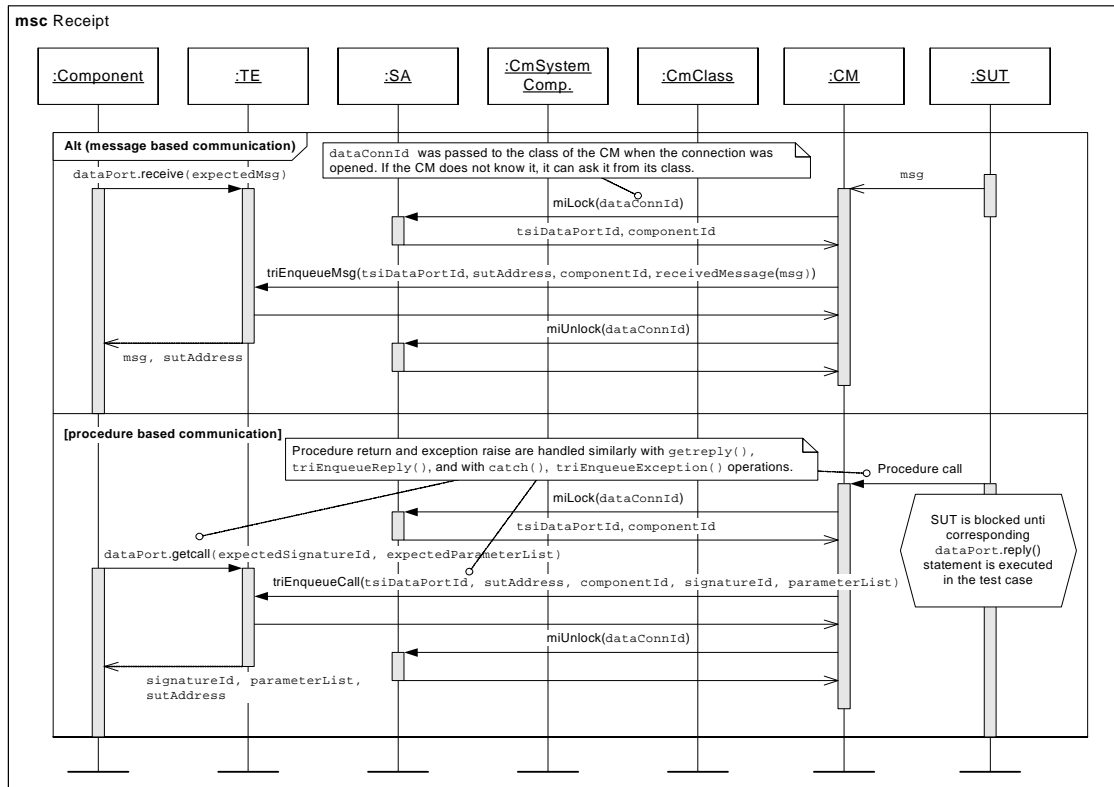 msc Receipt
:Component
:TE
:SA
:CmSystem
Comp.
:CmClass
:CM
:SUT
Alt (message based communication)
dataConnId was passed to the class of the CM when the connection was
opened. If the CM does not know it, it can ask it from its class.
dataPort.receive(expectedMsg)
msg
miLock(dataConnId)
tsiDataPortId, componentId
triEnqueueMsg(tsiDataPortId, sutAddress, componentId, receivedMessage(msg))
miUnlock(dataConnId)
msg, sutAddress
[procedure based communication]
Procedure return and exception raise are handled similarly with getreply(),
triEnqueueReply(), and with catch(), triEnqueueException() operations.
Procedure call
miLock(dataConnId)
tsiDataPortId, componentId
SUT is blocked unti
corresponding
dataPort.reply()
statement is executed
in the test case
dataPort.getcall(expectedSignatureId, expectedParameterList)
triEnqueueCall(tsiDataPortId, sutAddress, componentId, signatureId, parameterList)
miUnlock(dataConnId)
signatureId, parameterList,
sutAddress